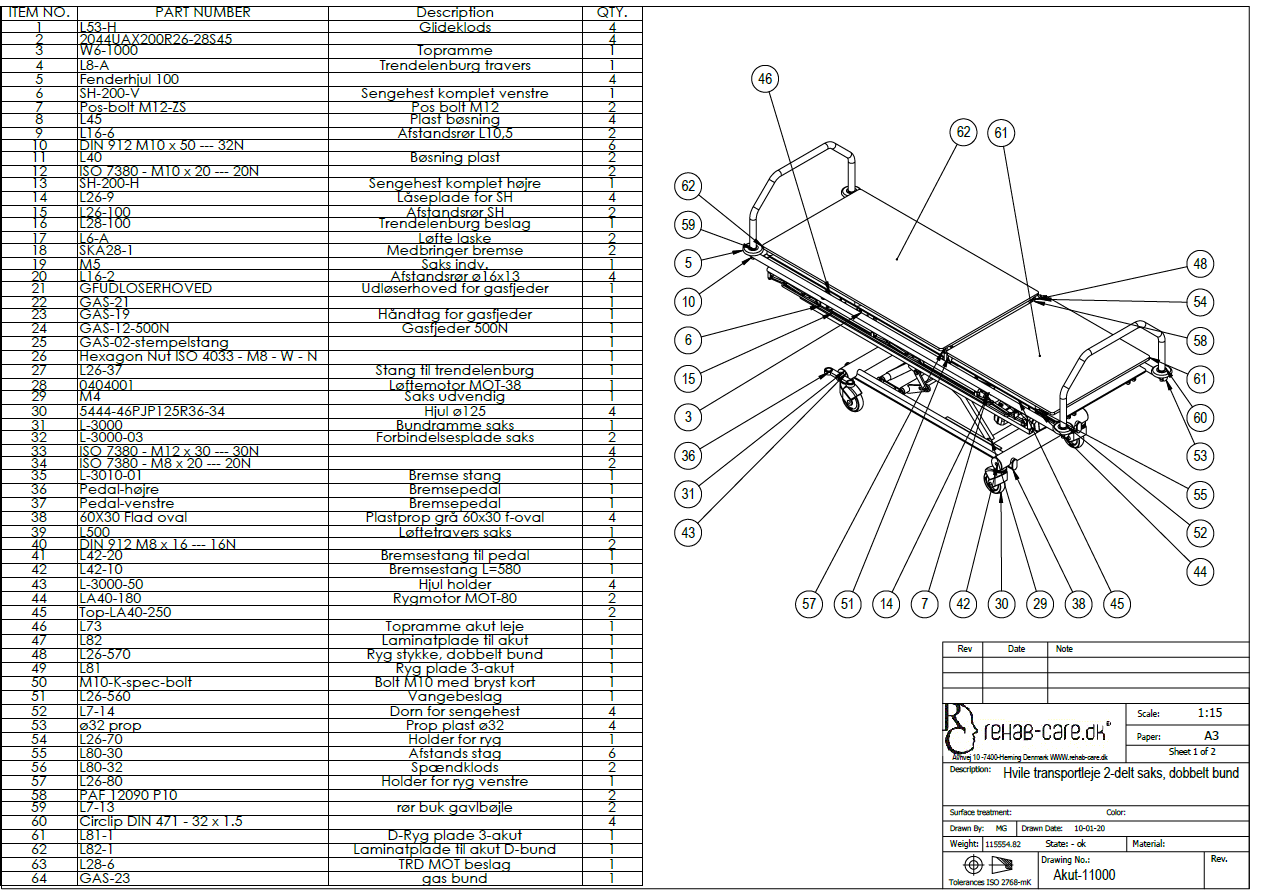 ITEM NO. PART NUMBER Description QTY.
1 L53-H Glideklods 4
2 2044UAX200R26-28S45 4
3 W6-1000 Topramme 1
4 L8-A Trendelenburg travers 1
5 Fenderhjul 100 4
6 SH-200-V Sengehest komplet venstre 1
7 Pos-bolt M12-ZS Pos bolt M12 2
8 L45 Plast bøsning 4
9 L16-6 Afstandsrør L10,5 2
10 DIN 912 M10 x 50 --- 32N 6
11 L40 Bøsning plast 2
12 ISO 7380 - M10 x 20 --- 20N 2
13 SH-200-H Sengehest komplet højre 1
14 L26-9 Låseplade for SH 4
15 L26-100 Afstandsrør SH 2
16 L28-100 Trendelenburg beslag 1
17 L6-A Løfte laske 2
18 SKA28-1 Medbringer bremse 2
19 M5 Saks indv. 1
20 L16-2 Afstandsrør ø16x13 4
21 GFUDLOSERHOVED Udløserhoved for gasfjeder 1
22 GAS-21 1
23 GAS-19 Håndtag for gasfjeder 1
24 GAS-12-500N Gasfjeder 500N 1
25 GAS-02-stempelstang 1
26 Hexagon Nut ISO 4033 - M8 - W - N 1
27 L26-37 Stang til trendelenburg 1
28 0404001 Løftemotor MOT-38 1
29 M4 Saks udvendig 1
30 5444-46PJP125R36-34 Hjul ø125 4
31 L-3000 Bundramme saks 1
32 L-3000-03 Forbindelsesplade saks 2
33 ISO 7380 - M12 x 30 --- 30N 4
34 ISO 7380 - M8 x 20 --- 20N 2
35 L-3010-01 Bremse stang 1
36 Pedal-højre Bremsepedal 1
37 Pedal-venstre Bremsepedal 1
38 60X30 Flad oval Plastprop grå 60x30 f-oval 4
39 L500 Løftetravers saks 1
40 DIN 912 M8 x 16 --- 16N 2
41 L42-20 Bremsestang til pedal 1
42 L42-10 Bremsestang L=580 1
43 L-3000-50 Hjul holder 4
44 LA40-180 Rygmotor MOT-80 2
45 Top-LA40-250 2
46 L73 Topramme akut leje 1
47 L82 Laminatplade til akut 1
48 L26-570 Ryg stykke, dobbelt bund 1
49 L81 Ryg plade 3-akut 1
50 M10-K-spec-bolt Bolt M10 med bryst kort 1
51 L26-560 Vangebeslag 1
52 L7-14 Dorn for sengehest 4
53 ø32 prop Prop plast ø32 4
54 L26-70 Holder for ryg 1
55 L80-30 Afstands stag 6
56 L80-32 Spændklods 2
57 L26-80 Holder for ryg venstre 1
58 PAF 12090 P10 2
59 L7-13 rør buk gavlbøjle 2
60 Circlip DIN 471 - 32 x 1.5 4
61 L81-1 D-Ryg plade 3-akut 1
62 L82-1 Laminatplade til akut D-bund 1
63 L28-6 TRD MOT beslag 1
64 GAS-23 gas bund 1
46
62
61
62
59
5
10
6
15
3
36
31
43
48
54
58
61
60
53
55
52
44
57 51 14 7 42 30 29 38 45
Rev Date Note
rehab-care.dk
Alhvej 10 -7400-Herning Denmark WWW.rehab-care.dk
Scale: 1:15
Paper: A3
Sheet 1 of 2
Description: Hvile transportleje 2-delt saks, dobbelt bund
Surface treatment: Color:
Drawn By: MG Drawn Date: 10-01-20
Weight: 115554.82 State: - ok Material:
Tolerances ISO 2768-mK
Drawing No.: Rev.
Akut-11000